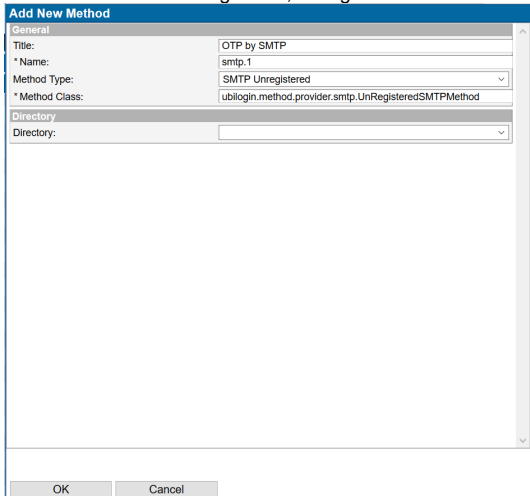 Add New Method
General
Title: OTP by SMTP
* Name: smtp.1
Method Type: SMTP Unregistered
* Method Class: ubilogin.method.provider.smtp.UnRegisteredSMTPMethod
Directory
Directory:
OK Cancel